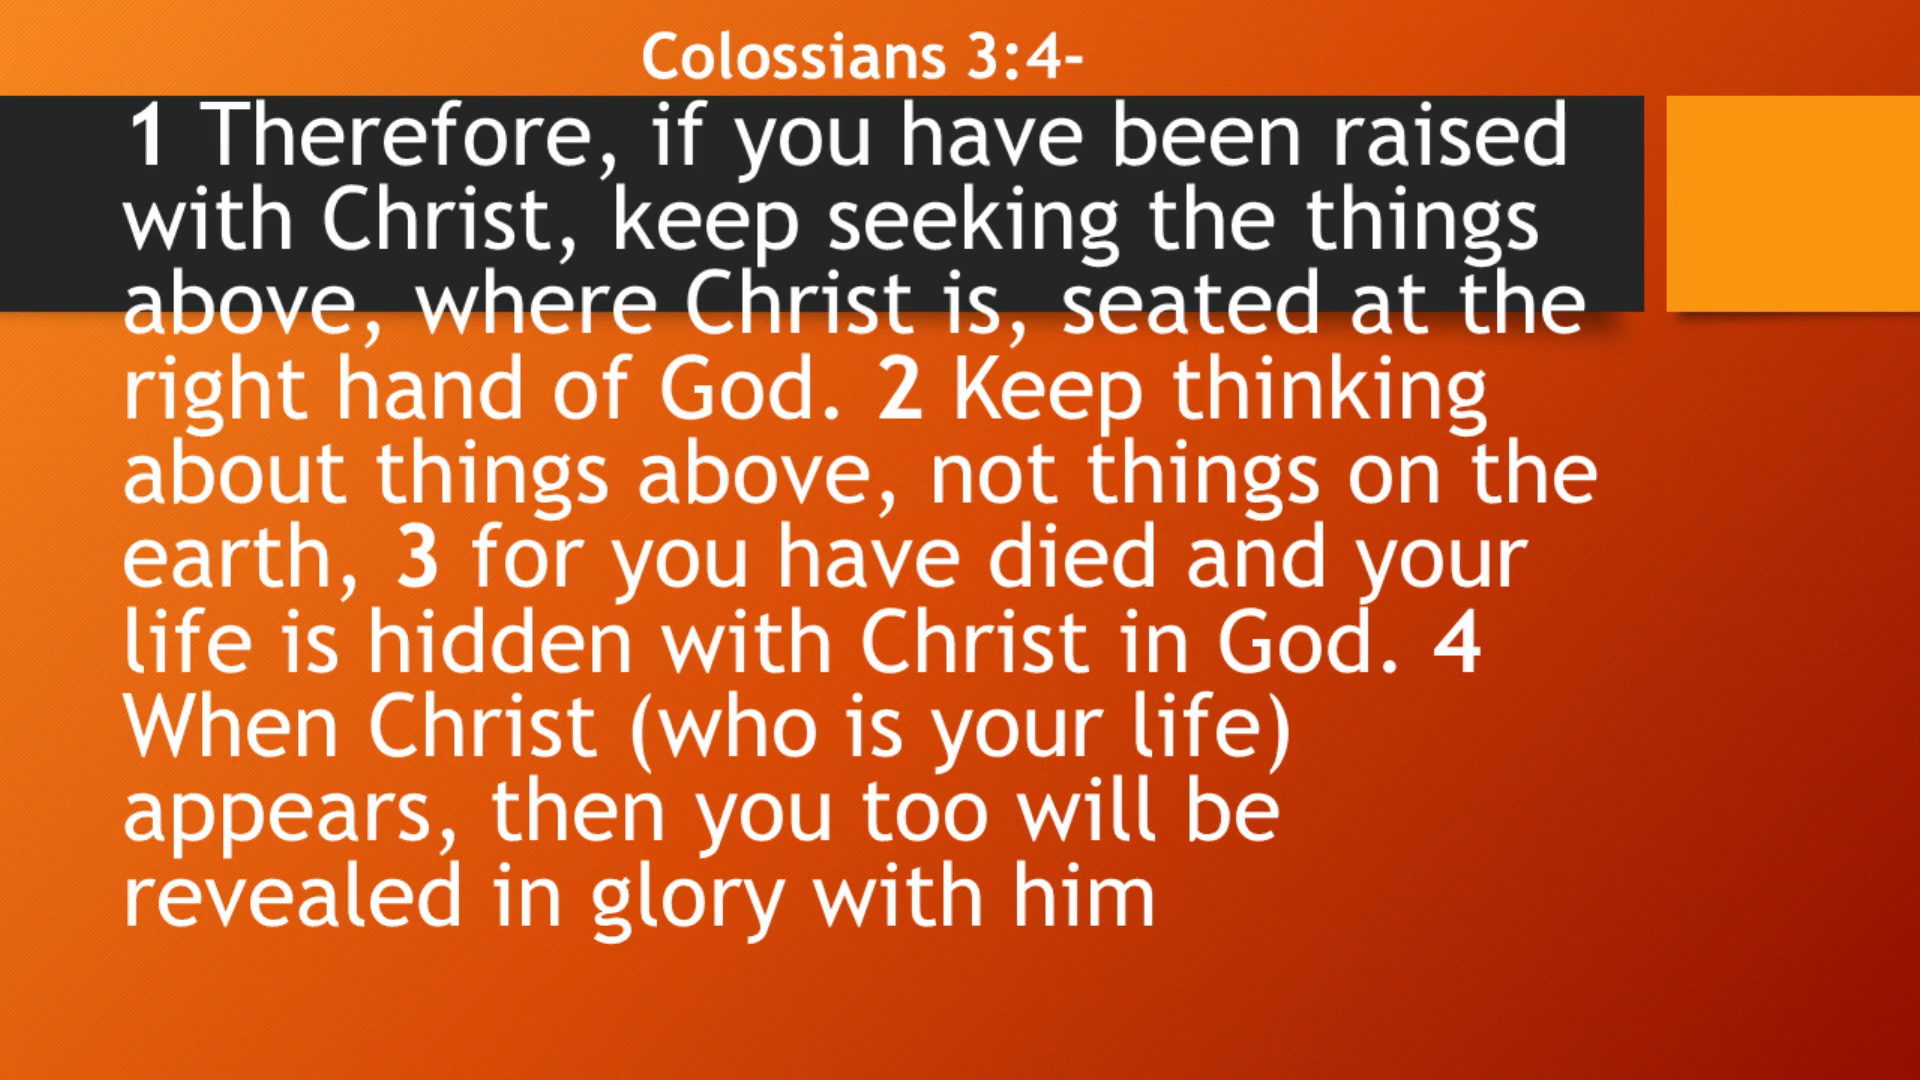 Colossians 3:4-
1 Therefore, if you have been raised
with Christ, keep seeking the things
above, where Christ is, seated at the
right hand of God. 2 Keep thinking
about things above, not things on the
earth, 3 for you have died and your
life is hidden with Christ in God. 4
When Christ (who is your life)
appears, then you too will be
revealed in glory with him